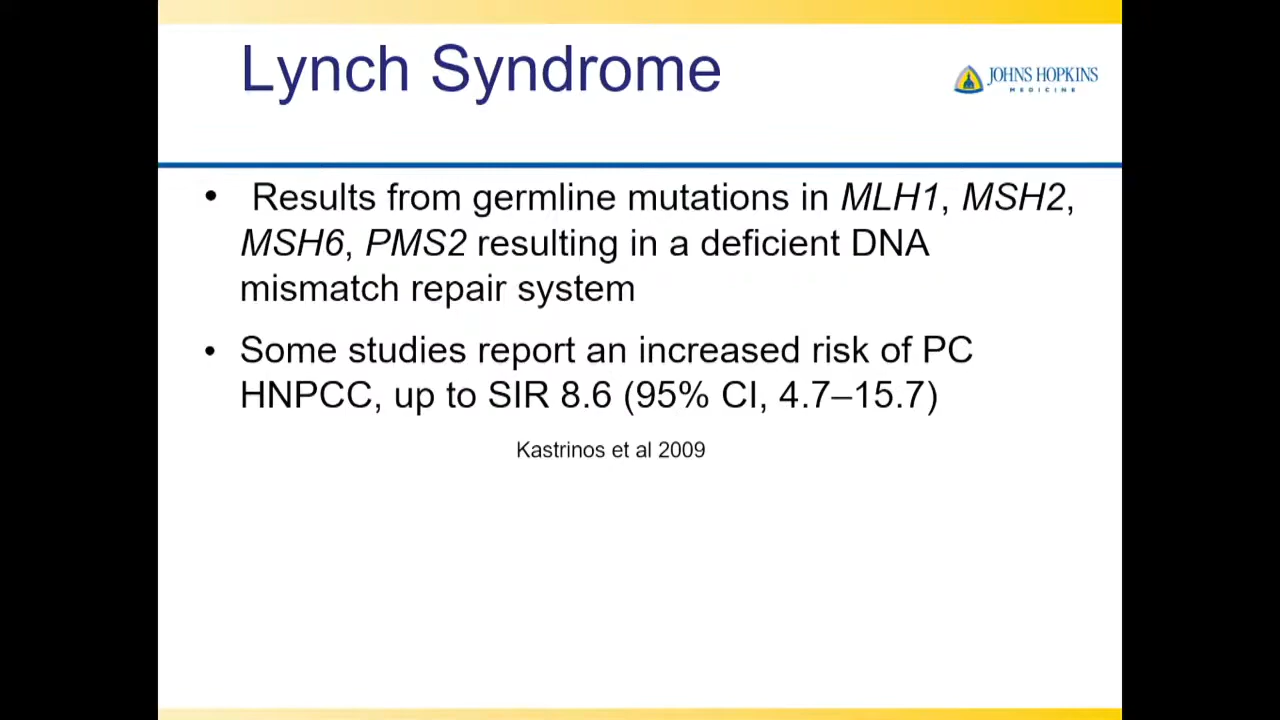 Lynch Syndrome
JOHNS HOPKINS
MEDICINE
• Results from germline mutations in MLH1, MSH2,
MSH6, PMS2 resulting in a deficient DNA
mismatch repair system
• Some studies report an increased risk of PC
HNPCC, up to SIR 8.6 (95% CI, 4.7–15.7)
Kastrinos et al 2009